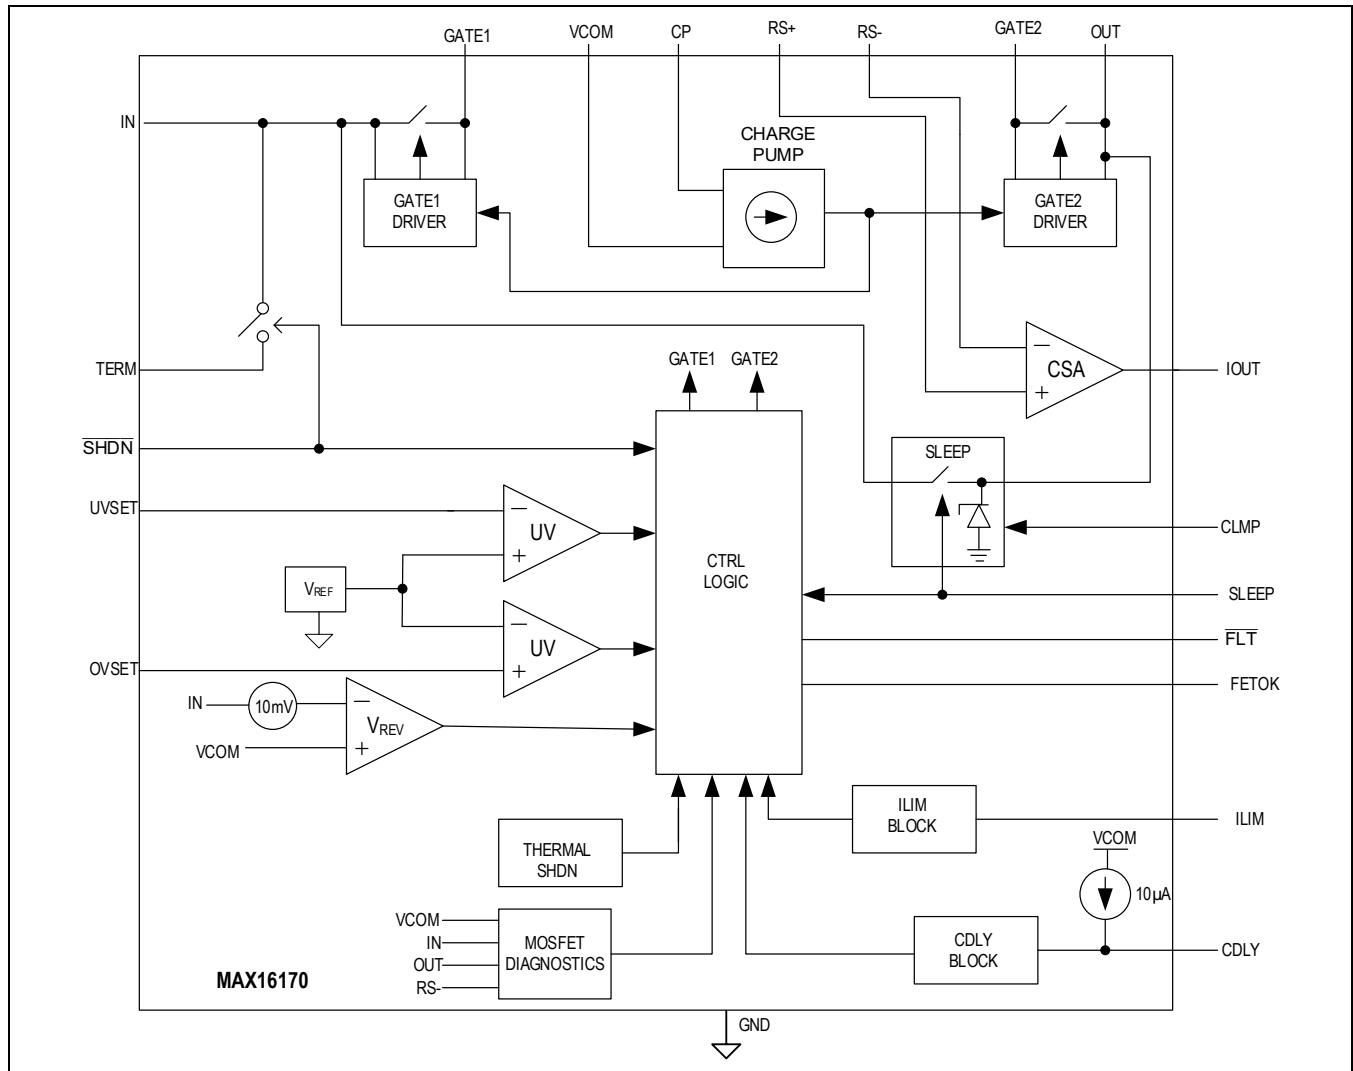 GATE1
VCOM
CP
RS+
RS-
GATE2
OUT
IN
CHARGE
PUMP
GATE1
DRIVER
GATE2
DRIVER
TERM
GATE1
GATE2
−
CSA
+
IOUT
SHDN
SLEEP
UVSET
−
UV
+
CLMP
CTRL
LOGIC
VREF
SLEEP
−
UV
+
FLT
OVSET
FETOK
IN
10mV
−
VREV
+
VCOM
ILIM
BLOCK
ILIM
THERMAL
SHDN
VCOM
10µA
VCOM
IN
OUT
RS-
MOSFET
DIAGNOSTICS
CDLY
BLOCK
CDLY
MAX16170
GND